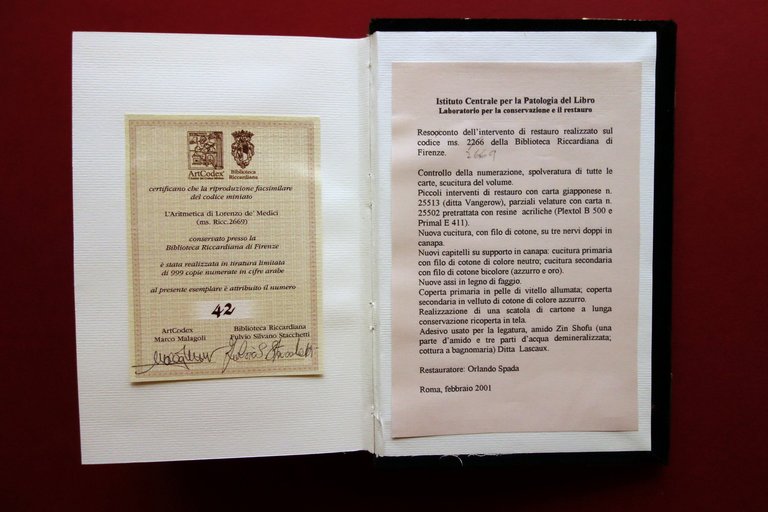 ArtCodex
Biblioteca
Riccardiana
certificano che la riproduzione facsimilare
del codice miniato
L'Aritmetica di Lorenzo de' Medici
(ms. Ricc.2669)
conservato presso la
Biblioteca Riccardiana di Firenze
è stata realizzata in tiratura limitata
di 999 copie numerate in cifre arabe
al presente esemplare è attribuito il numero
42
ArtCodex
Marco Malagoli
Biblioteca Riccardiana
Fulvio Silvano Stacchetti
Fulvio S. Stacchetti
Istituto Centrale per la Patologia del Libro
Laboratorio per la conservazione e il restauro
Resoconto dell'intervento di restauro realizzato sul
codice ms. 2266 della Biblioteca Riccardiana di
Firenze. 2669
Controllo della numerazione, spolveratura di tutte le
carte, scucitura del volume.
Piccoli interventi di restauro con carta giapponese n.
25513 (ditta Vangerow), parziali velature con carta n.
25502 pretrattata con resine acriliche (Plextol B 500 e
Primal E 411).
Nuova cucitura, con filo di cotone, su tre nervi doppi in
canapa.
Nuovi capitelli su supporto in canapa: cucitura primaria
con filo di cotone di colore neutro; cucitura secondaria
con filo di cotone bicolore (azzurro e oro).
Nuove assi in legno di faggio.
Coperta primaria in pelle di vitello allumata; coperta
secondaria in velluto di cotone di colore azzurro.
Realizzazione di una scatola di cartone a lunga
conservazione ricoperta in tela.
Adesivo usato per la legatura, amido Zin Shofu (una
parte d'amido e tre parti d'acqua demineralizzata;
cottura a bagnomaria) Ditta Lascaux.
Restauratore: Orlando Spada
Roma, febbraio 2001